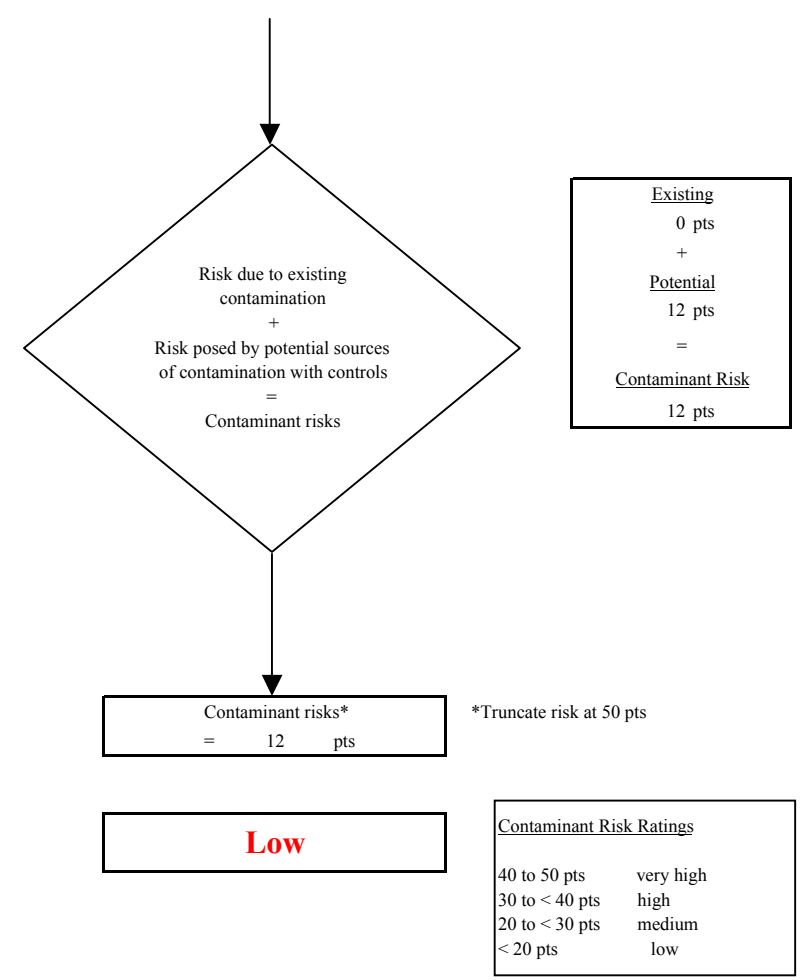 Risk due to existing
contamination
+
Risk posed by potential sources
of contamination with controls
=
Contaminant risks
Existing
0 pts
+
Potential
12 pts
=
Contaminant Risk
12 pts
Contaminant risks*
= 12 pts
*Truncate risk at 50 pts
Low
Contaminant Risk Ratings
40 to 50 pts very high
30 to < 40 pts high
20 to < 30 pts medium
< 20 pts low